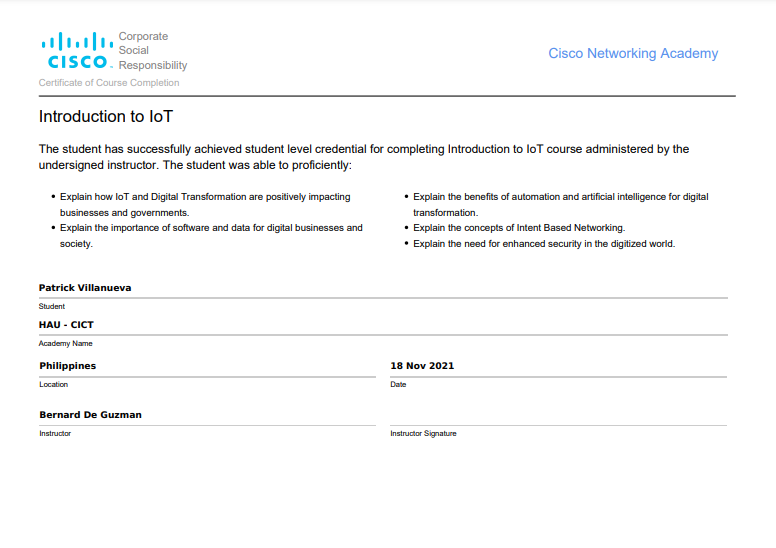 Corporate
Social
Responsibility
CISCO
Cisco Networking Academy
Certificate of Course Completion
Introduction to IoT
The student has successfully achieved student level credential for completing Introduction to IoT course administered by the
undersigned instructor. The student was able to proficiently:
• Explain how IoT and Digital Transformation are positively impacting
businesses and governments.
• Explain the importance of software and data for digital businesses and
society.
• Explain the benefits of automation and artificial intelligence for digital
transformation.
• Explain the concepts of Intent Based Networking.
• Explain the need for enhanced security in the digitized world.
Patrick Villanueva
Student
HAU - CICT
Academy Name
Philippines
Location
18 Nov 2021
Date
Bernard De Guzman
Instructor
Instructor Signature